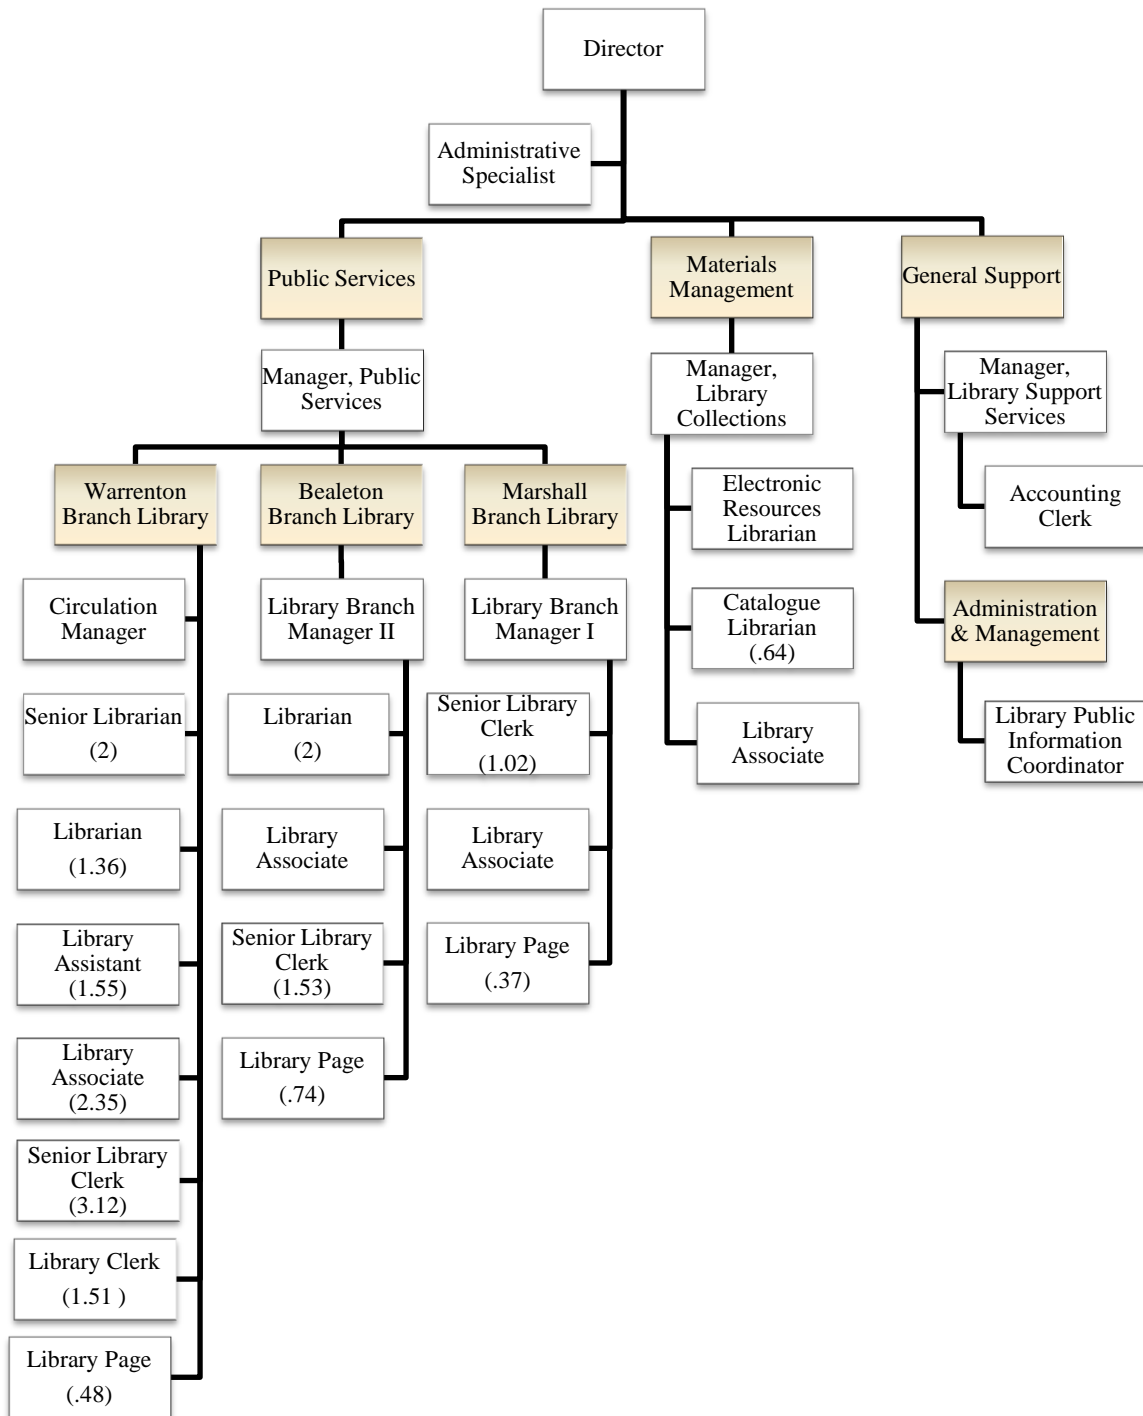 Director
Administrative
Specialist
Public Services
Materials
Management
General Support
Manager, Public
Services
Manager,
Library
Collections
Manager,
Library Support
Services
Warrenton
Branch Library
Bealeton
Branch Library
Marshall
Branch Library
Electronic
Resources
Librarian
Accounting
Clerk
Circulation
Manager
Library Branch
Manager II
Library Branch
Manager I
Catalogue
Librarian
(.64)
Administration
& Management
Senior Librarian
(2)
Librarian
(2)
Senior Library
Clerk
(1.02)
Library
Associate
Library Public
Information
Coordinator
Librarian
(1.36)
Library
Associate
Library
Associate
Library
Assistant
(1.55)
Senior Library
Clerk
(1.53)
Library Page
(.37)
Library
Associate
(2.35)
Library Page
(.74)
Senior Library
Clerk
(3.12)
Library Clerk
(1.51 )
Library Page
(.48)